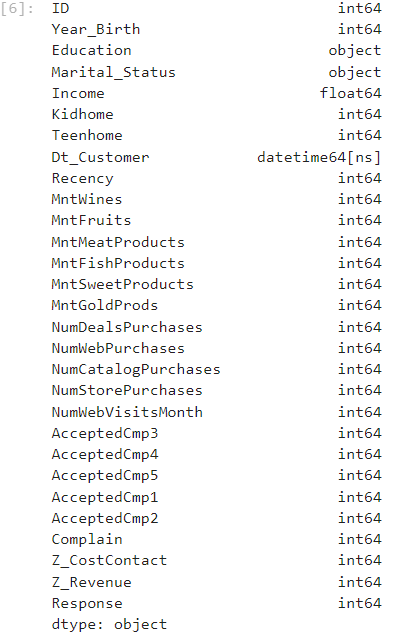 [6]: ID int64
Year_Birth int64
Education object
Marital_Status object
Income float64
Kidhome int64
Teenhome int64
Dt_Customer datetime64[ns]
Recency int64
MntWines int64
MntFruits int64
MntMeatProducts int64
MntFishProducts int64
MntSweetProducts int64
MntGoldProds int64
NumDealsPurchases int64
NumWebPurchases int64
NumCatalogPurchases int64
NumStorePurchases int64
NumWebVisitsMonth int64
AcceptedCmp3 int64
AcceptedCmp4 int64
AcceptedCmp5 int64
AcceptedCmp1 int64
AcceptedCmp2 int64
Complain int64
Z_CostContact int64
Z_Revenue int64
Response int64
dtype: object